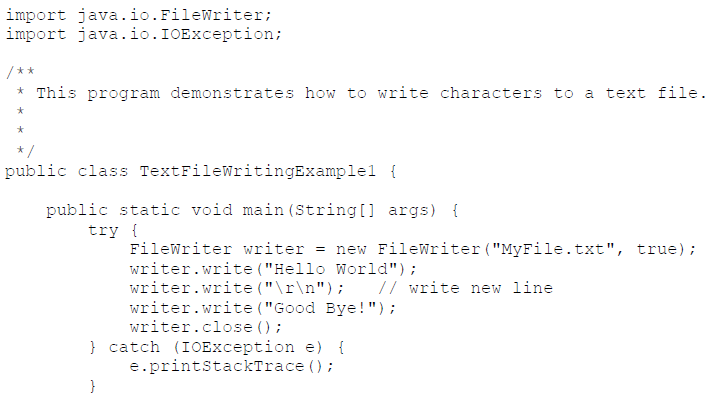 import java.io.FileWriter;
import java.io.IOException;

/**
 * This program demonstrates how to write characters to a text file.
 *
 *
 */
public class TextFileWritingExample1 {

    public static void main(String[] args) {
        try {
            FileWriter writer = new FileWriter("MyFile.txt", true);
            writer.write("Hello World");
            writer.write("\r\n");   // write new line
            writer.write("Good Bye!");
            writer.close();
        } catch (IOException e) {
            e.printStackTrace();
        }